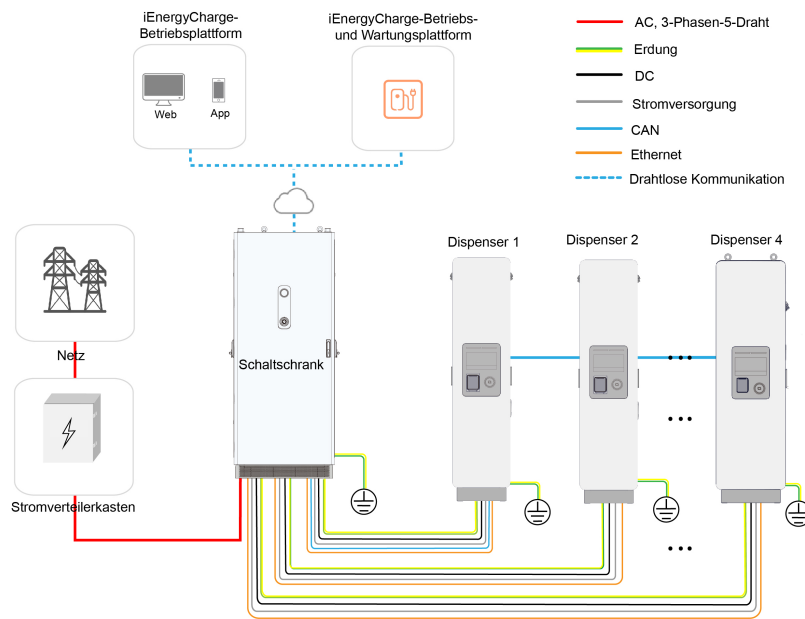 iEnergyCharge-
Betriebsplattform
Web
App
iEnergyCharge-Betriebs-
und Wartungsplattform
AC, 3-Phasen-5-Draht
Erdung
DC
Stromversorgung
CAN
Ethernet
Drahtlose Kommunikation
Netz
Stromverteilerkasten
Schaltschrank
Dispenser 1
Dispenser 2
Dispenser 4